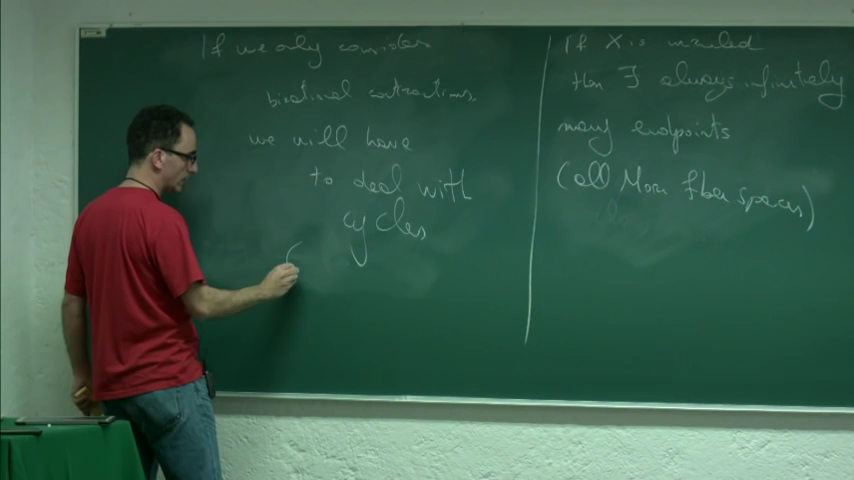 If we only consider
birational contractions,
we will have
to deal with
cycles
If X is
then ∃ always infinitely
many endpoints
(all Mori fiber spaces)